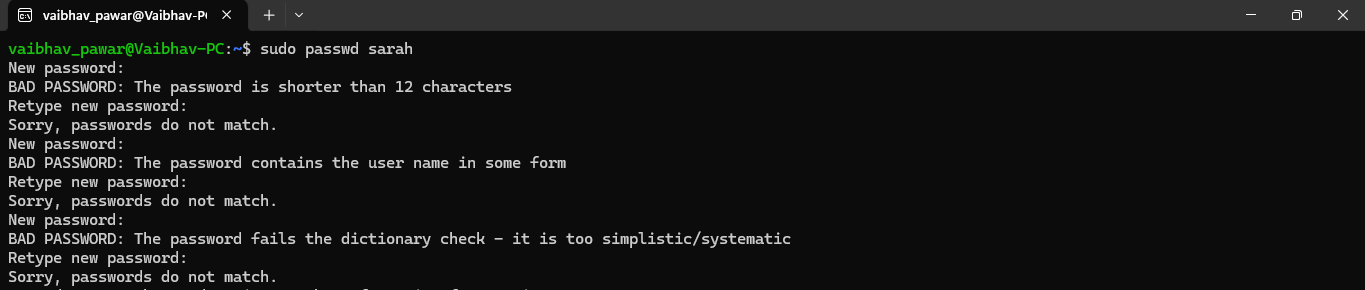 vaibhav_pawar@Vaibhav-P
vaibhav_pawar@Vaibhav-PC:~$ sudo passwd sarah
New password:
BAD PASSWORD: The password is shorter than 12 characters
Retype new password:
Sorry, passwords do not match.
New password:
BAD PASSWORD: The password contains the user name in some form
Retype new password:
Sorry, passwords do not match.
New password:
BAD PASSWORD: The password fails the dictionary check - it is too simplistic/systematic
Retype new password:
Sorry, passwords do not match.